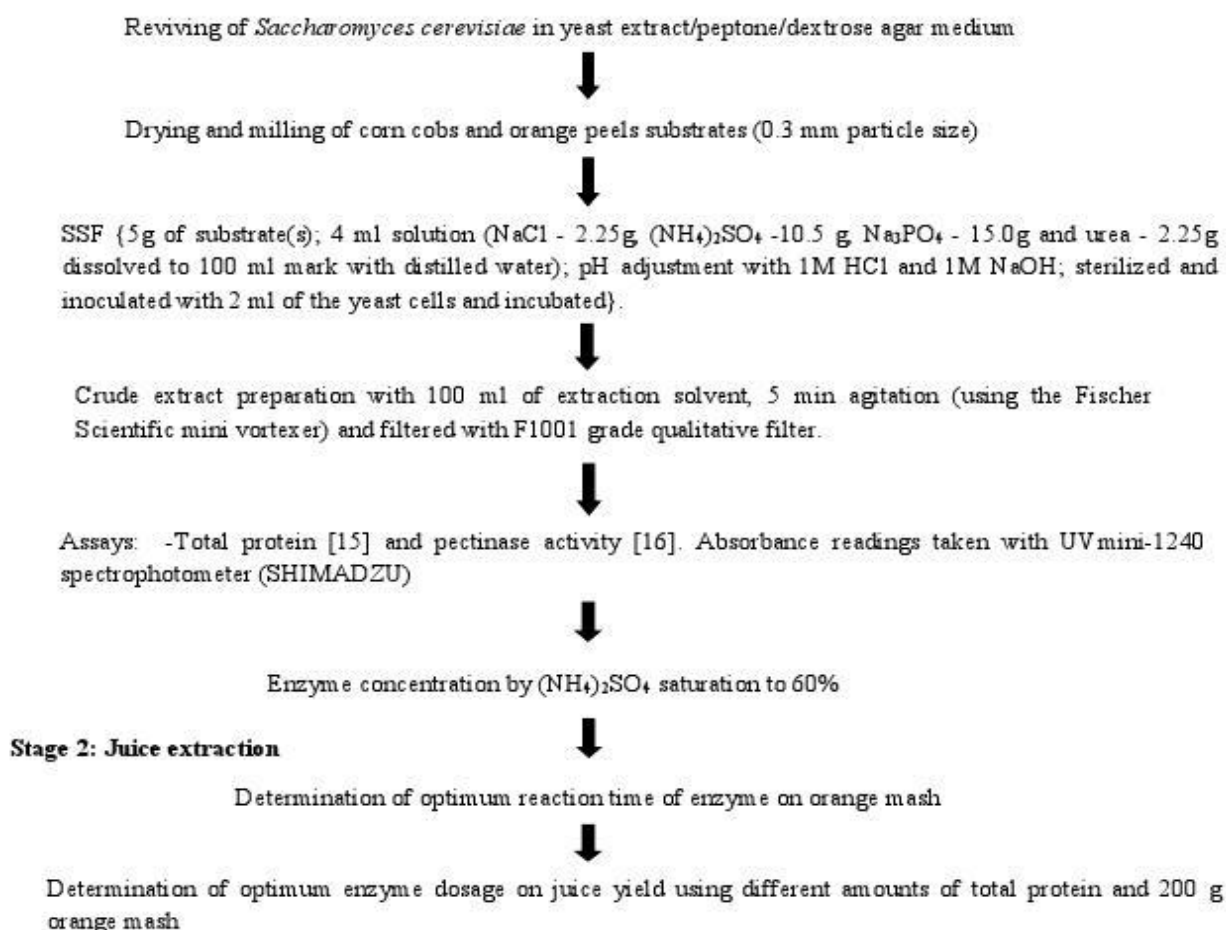 Reviving of Saccharomyces cerevisiae in yeast extract/peptone/dextrose agar medium
Drying and milling of corn cobs and orange peels substrates (0.3 mm particle size)
SSF {5g of substrate(s); 4 ml solution (NaCl - 2.25g, (NH₄)₂SO₄ -10.5 g, Na₃PO₄ - 15.0g and urea - 2.25g
dissolved to 100 ml mark with distilled water); pH adjustment with 1M HCl and 1M NaOH; sterilized and
inoculated with 2 ml of the yeast cells and incubated}.
Crude extract preparation with 100 ml of extraction solvent, 5 min agitation (using the Fischer
Scientific mini vortexer) and filtered with F1001 grade qualitative filter.
Assays: -Total protein [15] and pectinase activity [16]. Absorbance readings taken with UVmini-1240
spectrophotometer (SHIMADZU)
Enzyme concentration by (NH₄)₂SO₄ saturation to 60%
Stage 2: Juice extraction
Determination of optimum reaction time of enzyme on orange mash
Determination of optimum enzyme dosage on juice yield using different amounts of total protein and 200 g
orange mash